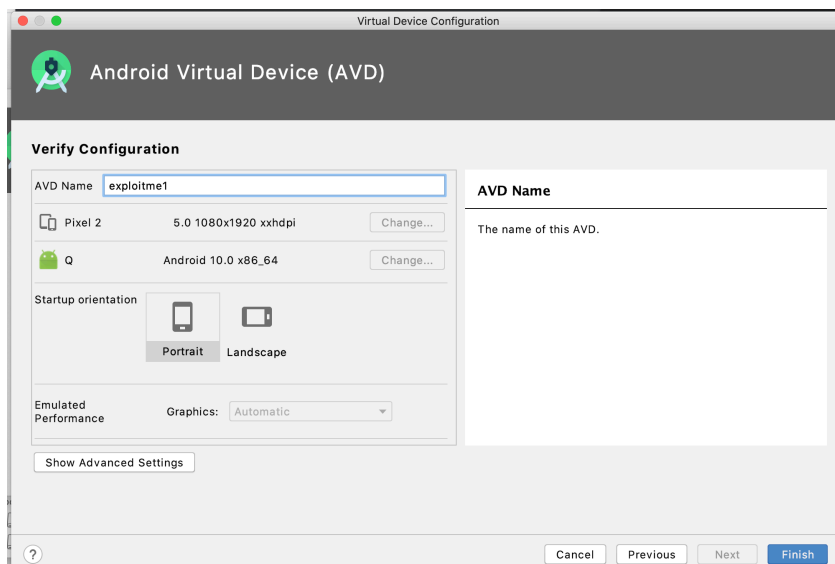 Virtual Device Configuration
Android Virtual Device (AVD)
Verify Configuration
AVD Name exploitme1
Pixel 2 5.0 1080x1920 xxhdpi Change...
Q Android 10.0 x86_64 Change...
Startup orientation
Portrait Landscape
Emulated
Performance
Graphics: Automatic
Show Advanced Settings
AVD Name
The name of this AVD.
? Cancel Previous Next Finish